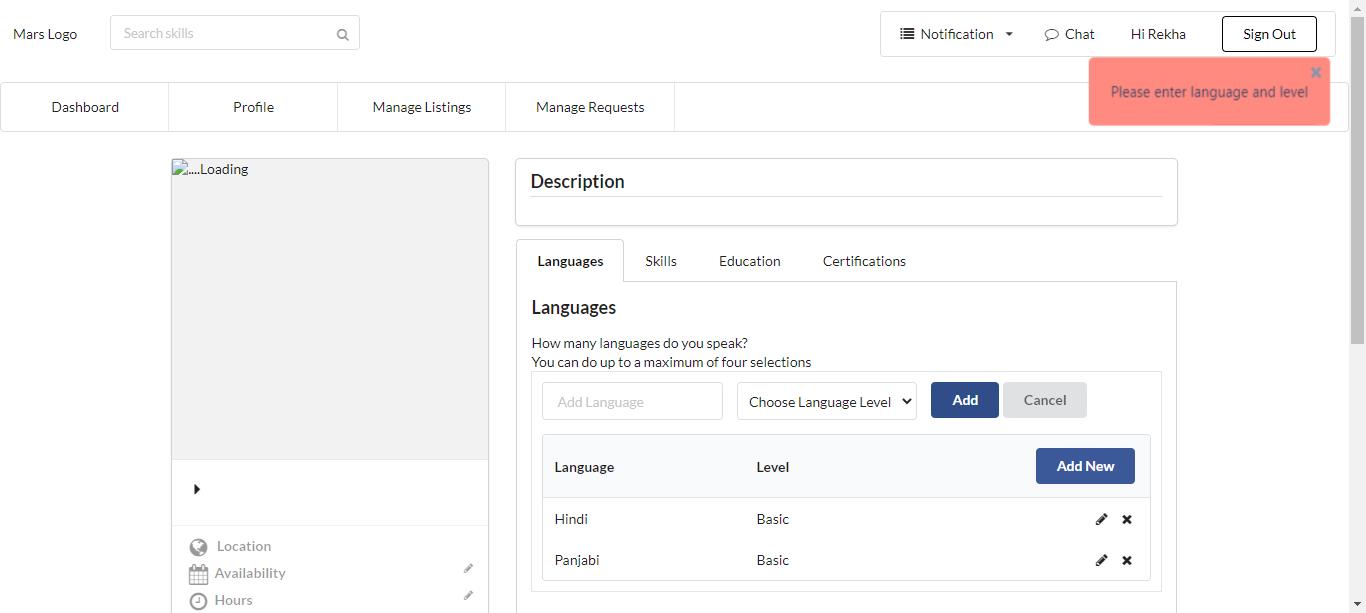 Mars Logo
Search skills
Notification
Chat
Hi Rekha
Sign Out
Please enter language and level
Dashboard
Profile
Manage Listings
Manage Requests
....Loading
Description
Languages
Skills
Education
Certifications
Languages
How many languages do you speak?
You can do up to a maximum of four selections
Add Language
Choose Language Level
Add
Cancel
Language
Level
Add New
Hindi
Basic
Panjabi
Basic
Location
Availability
Hours